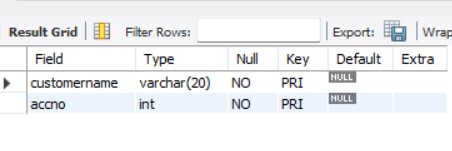 Result Grid Filter Rows: Export: Wrap
Field Type Null Key Default Extra
customername varchar(20) NO PRI NULL
accno int NO PRI NULL